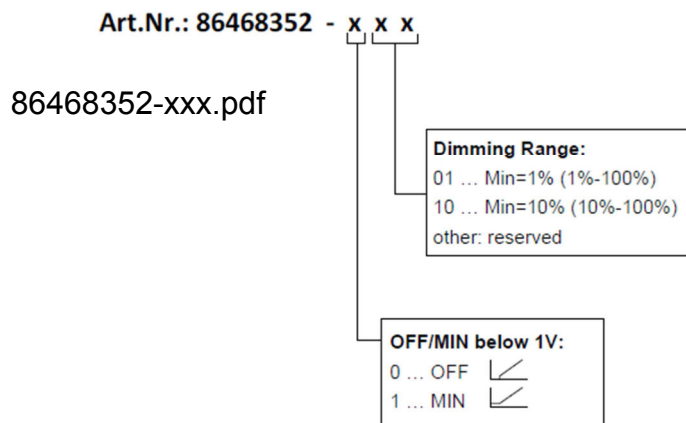 Art.Nr.: 86468352 - x x x
86468352-xxx.pdf
Dimming Range:
01 ... Min=1% (1%-100%)
10 ... Min=10% (10%-100%)
other: reserved
OFF/MIN below 1V:
0 ... OFF
1 ... MIN